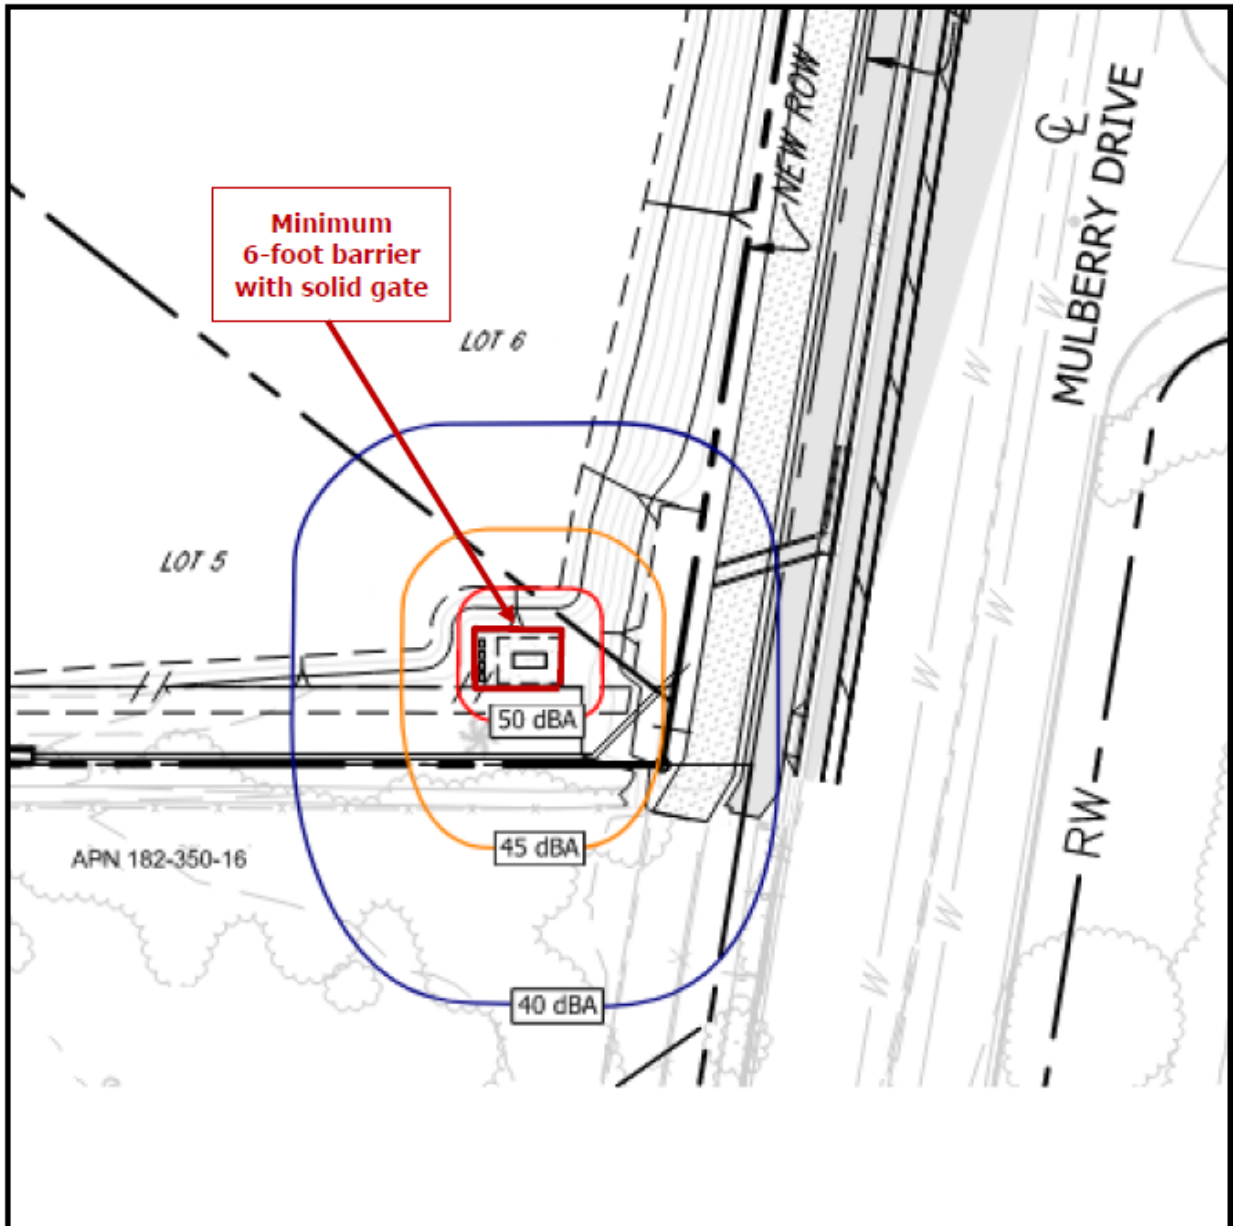 Minimum
6-foot barrier
with solid gate
NEW ROW
CL
MULBERRY DRIVE
W
LOT 6
W
LOT 5
W
W
50 dBA
RW
45 dBA
APN 182-350-16
W
W
40 dBA